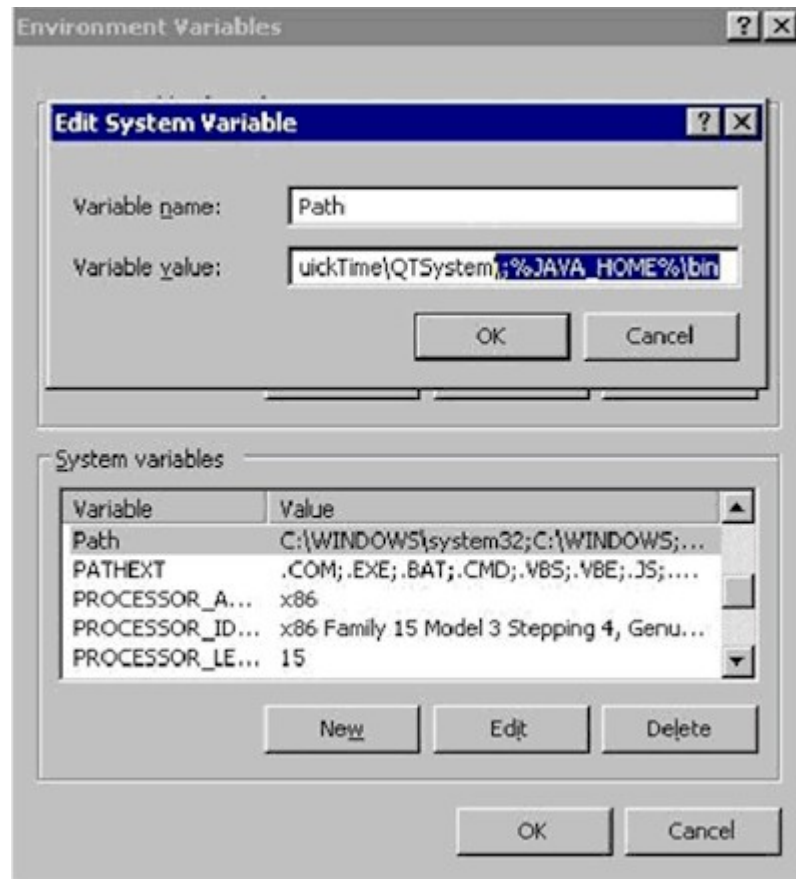 Environment Variables
Edit System Variable
Variable name: Path
Variable value: uickTime\QTSystem\;%JAVA_HOME%\bin
OK Cancel
System variables
Variable Value
Path C:\WINDOWS\system32;C:\WINDOWS;...
PATHEXT .COM;.EXE;.BAT;.CMD;.VBS;.VBE;.JS;....
PROCESSOR_A... x86
PROCESSOR_ID... x86 Family 15 Model 3 Stepping 4, Genu...
PROCESSOR_LE... 15
New Edit Delete
OK Cancel